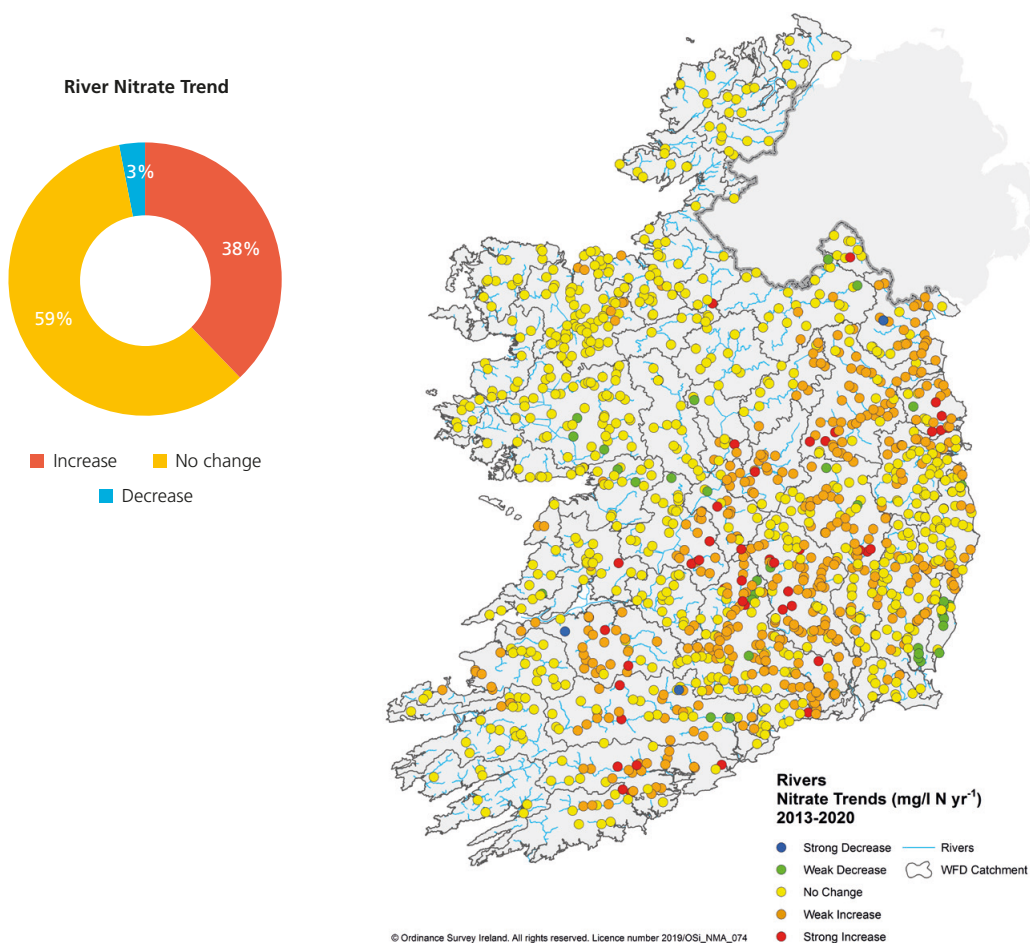 River Nitrate Trend
3%
38%
59%
Increase
No change
Decrease
Rivers
Nitrate Trends (mg/l N yr-1)
2013-2020
Strong Decrease
Rivers
Weak Decrease
WFD Catchment
No Change
Weak Increase
Strong Increase
© Ordinance Survey Ireland. All rights reserved. Licence number 2019/OSi_NMA_074